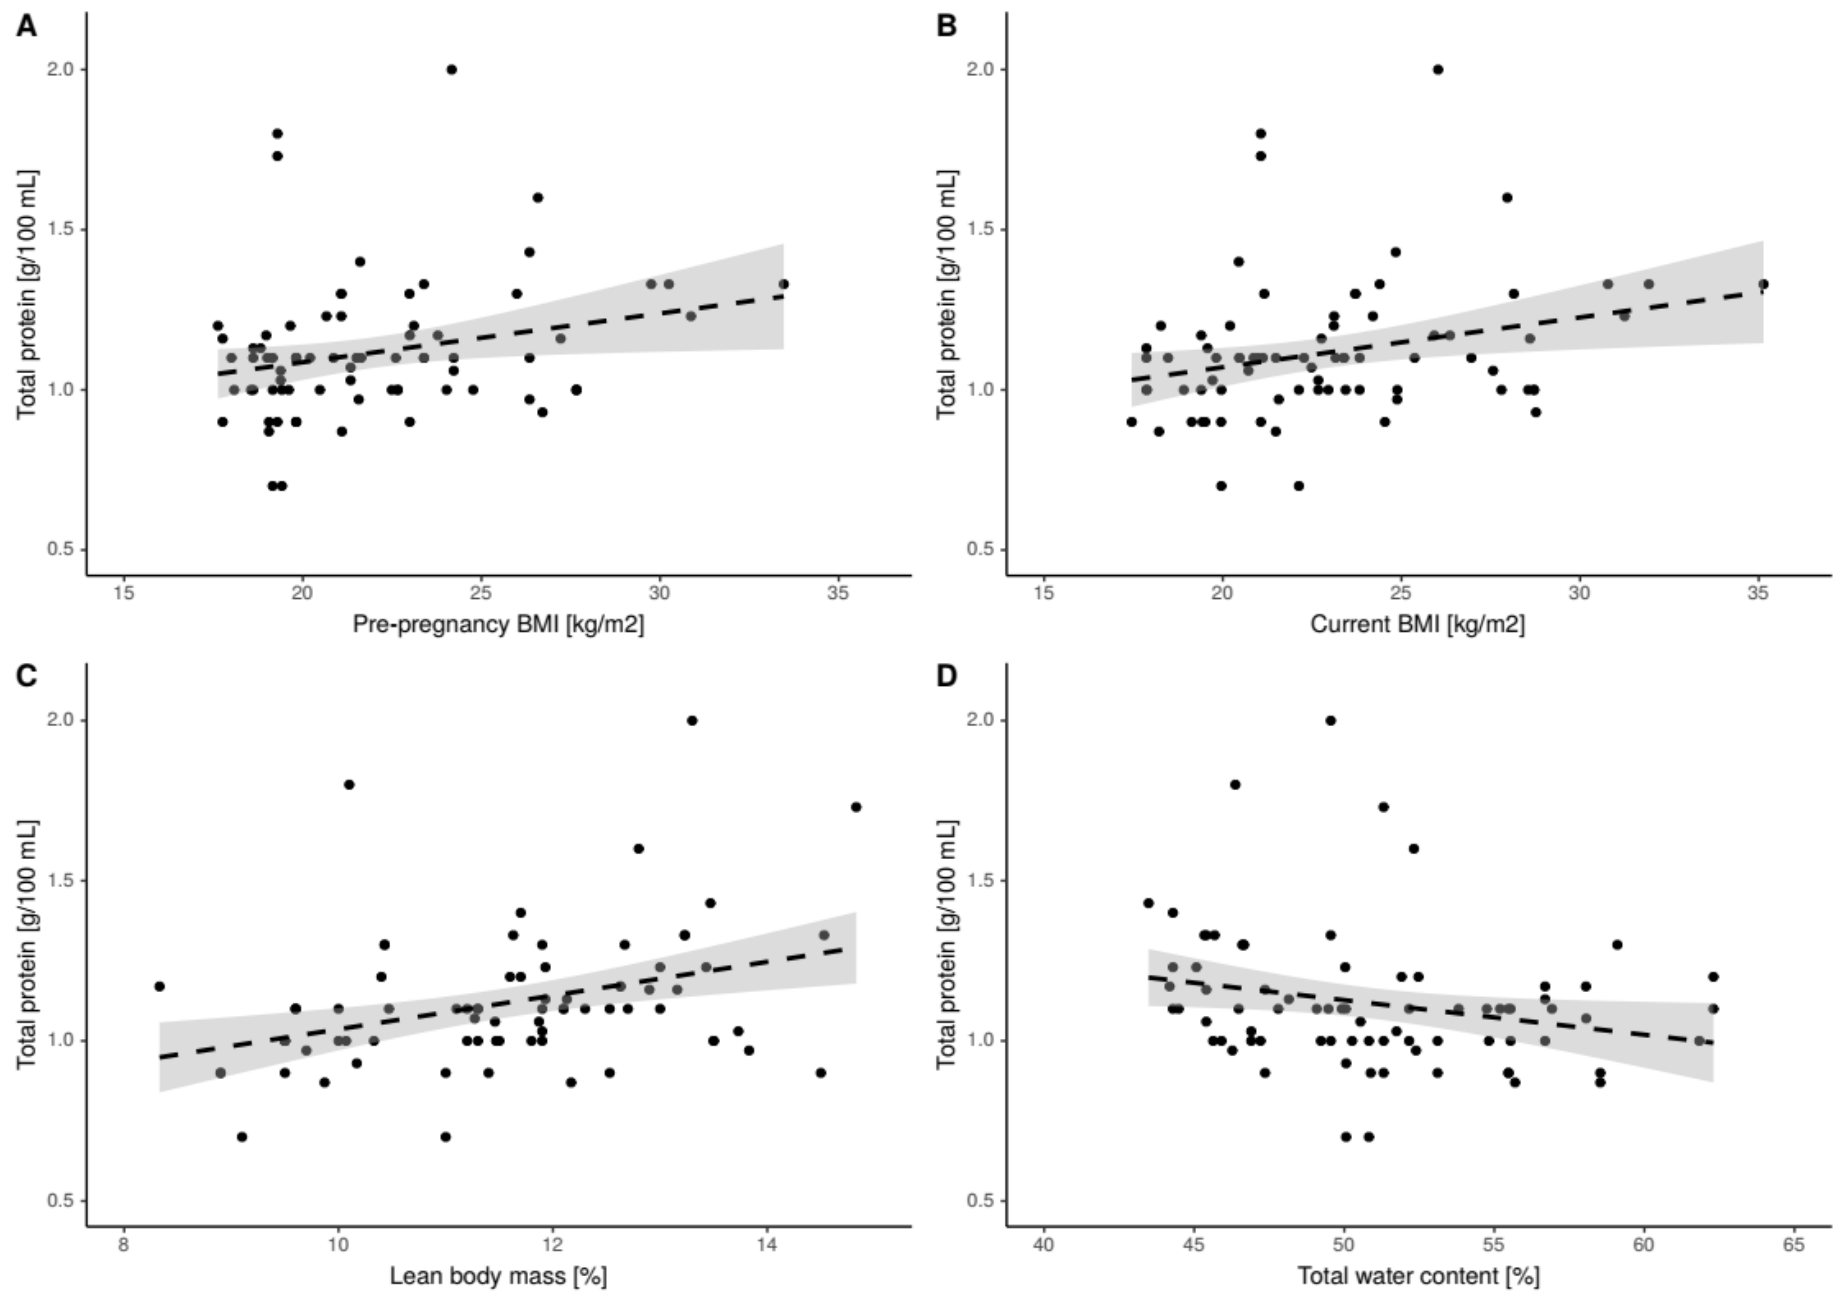 A
Total protein [g/100 mL]
2.0
1.5
1.0
0.5
15 20 25 30 35
Pre-pregnancy BMI [kg/m2]
B
Total protein [g/100 mL]
2.0
1.5
1.0
0.5
15 20 25 30 35
Current BMI [kg/m2]
C
Total protein [g/100 mL]
2.0
1.5
1.0
0.5
8 10 12 14
Lean body mass [%]
D
Total protein [g/100 mL]
2.0
1.5
1.0
0.5
40 45 50 55 60 65
Total water content [%]